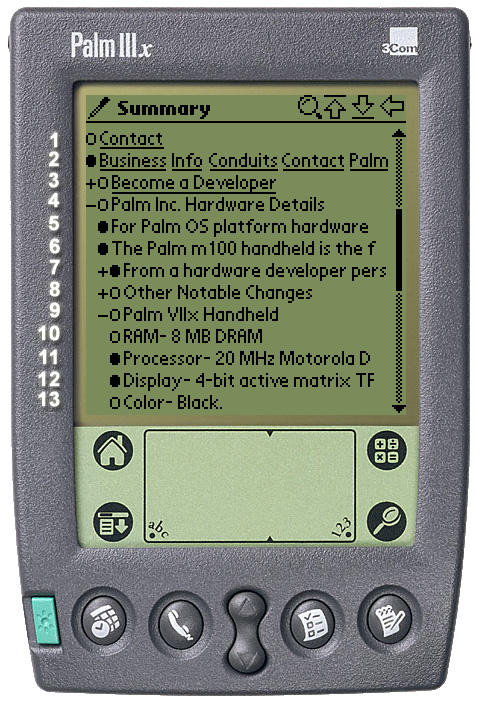 Palm IIIx
3Com
Summary
1 Contact
2 Business Info Conduits Contact Palm
3 +Become a Developer
4 –Palm Inc. Hardware Details
5 For Palm OS platform hardware
6 The Palm m100 handheld is the f
7 +From a hardware developer pers
8 +Other Notable Changes
9 –Palm VIIx Handheld
10 RAM- 8 MB DRAM
11 Processor- 20 MHz Motorola D
12 Display- 4-bit active matrix TF
13 Color- Black.
abc 123